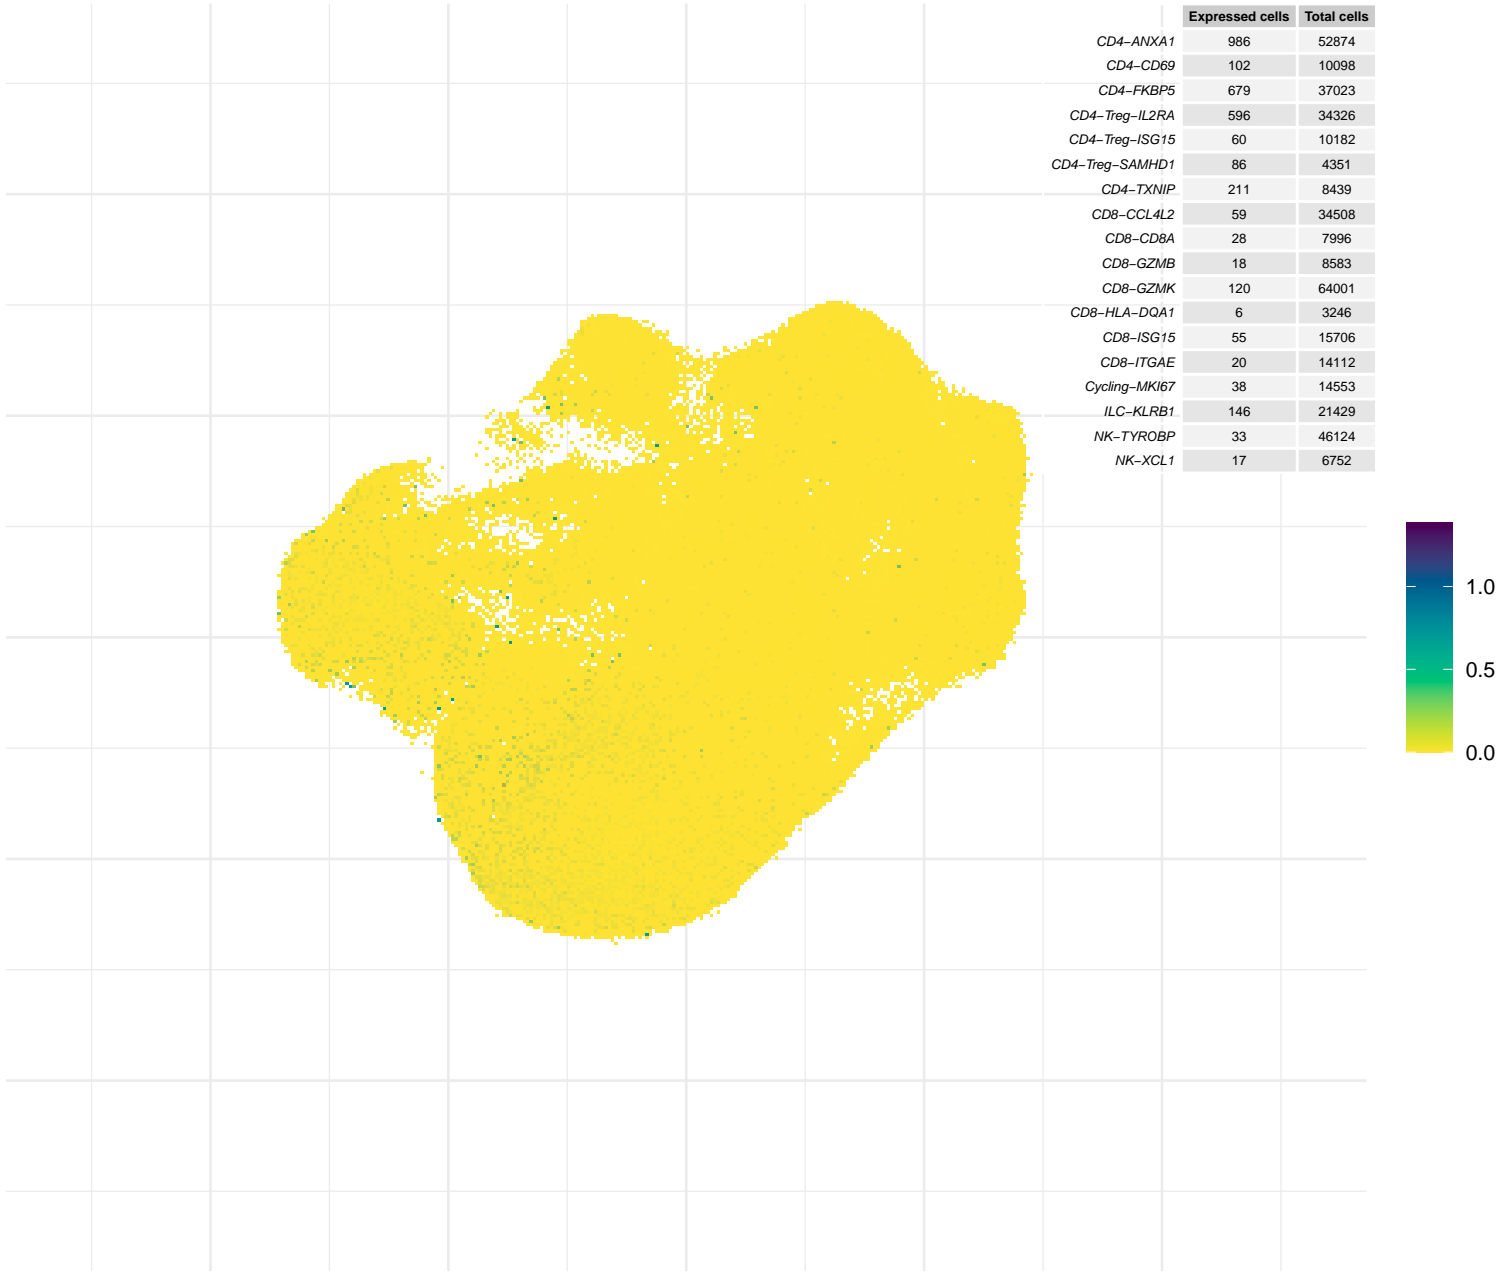 Expressed cells Total cells
CD4−ANXA1 986 52874
CD4−CD69 102 10098
CD4−FKBP5 679 37023
CD4−Treg−IL2RA 596 34326
CD4−Treg−ISG15 60 10182
CD4−Treg−SAMHD1 86 4351
CD4−TXNIP 211 8439
CD8−CCL4L2 59 34508
CD8−CD8A 28 7996
CD8−GZMB 18 8583
CD8−GZMK 120 64001
CD8−HLA−DQA1 6 3246
CD8−ISG15 55 15706
CD8−ITGAE 20 14112
Cycling−MKI67 38 14553
ILC−KLRB1 146 21429
NK−TYROBP 33 46124
NK−XCL1 17 6752
1.0
0.5
0.0